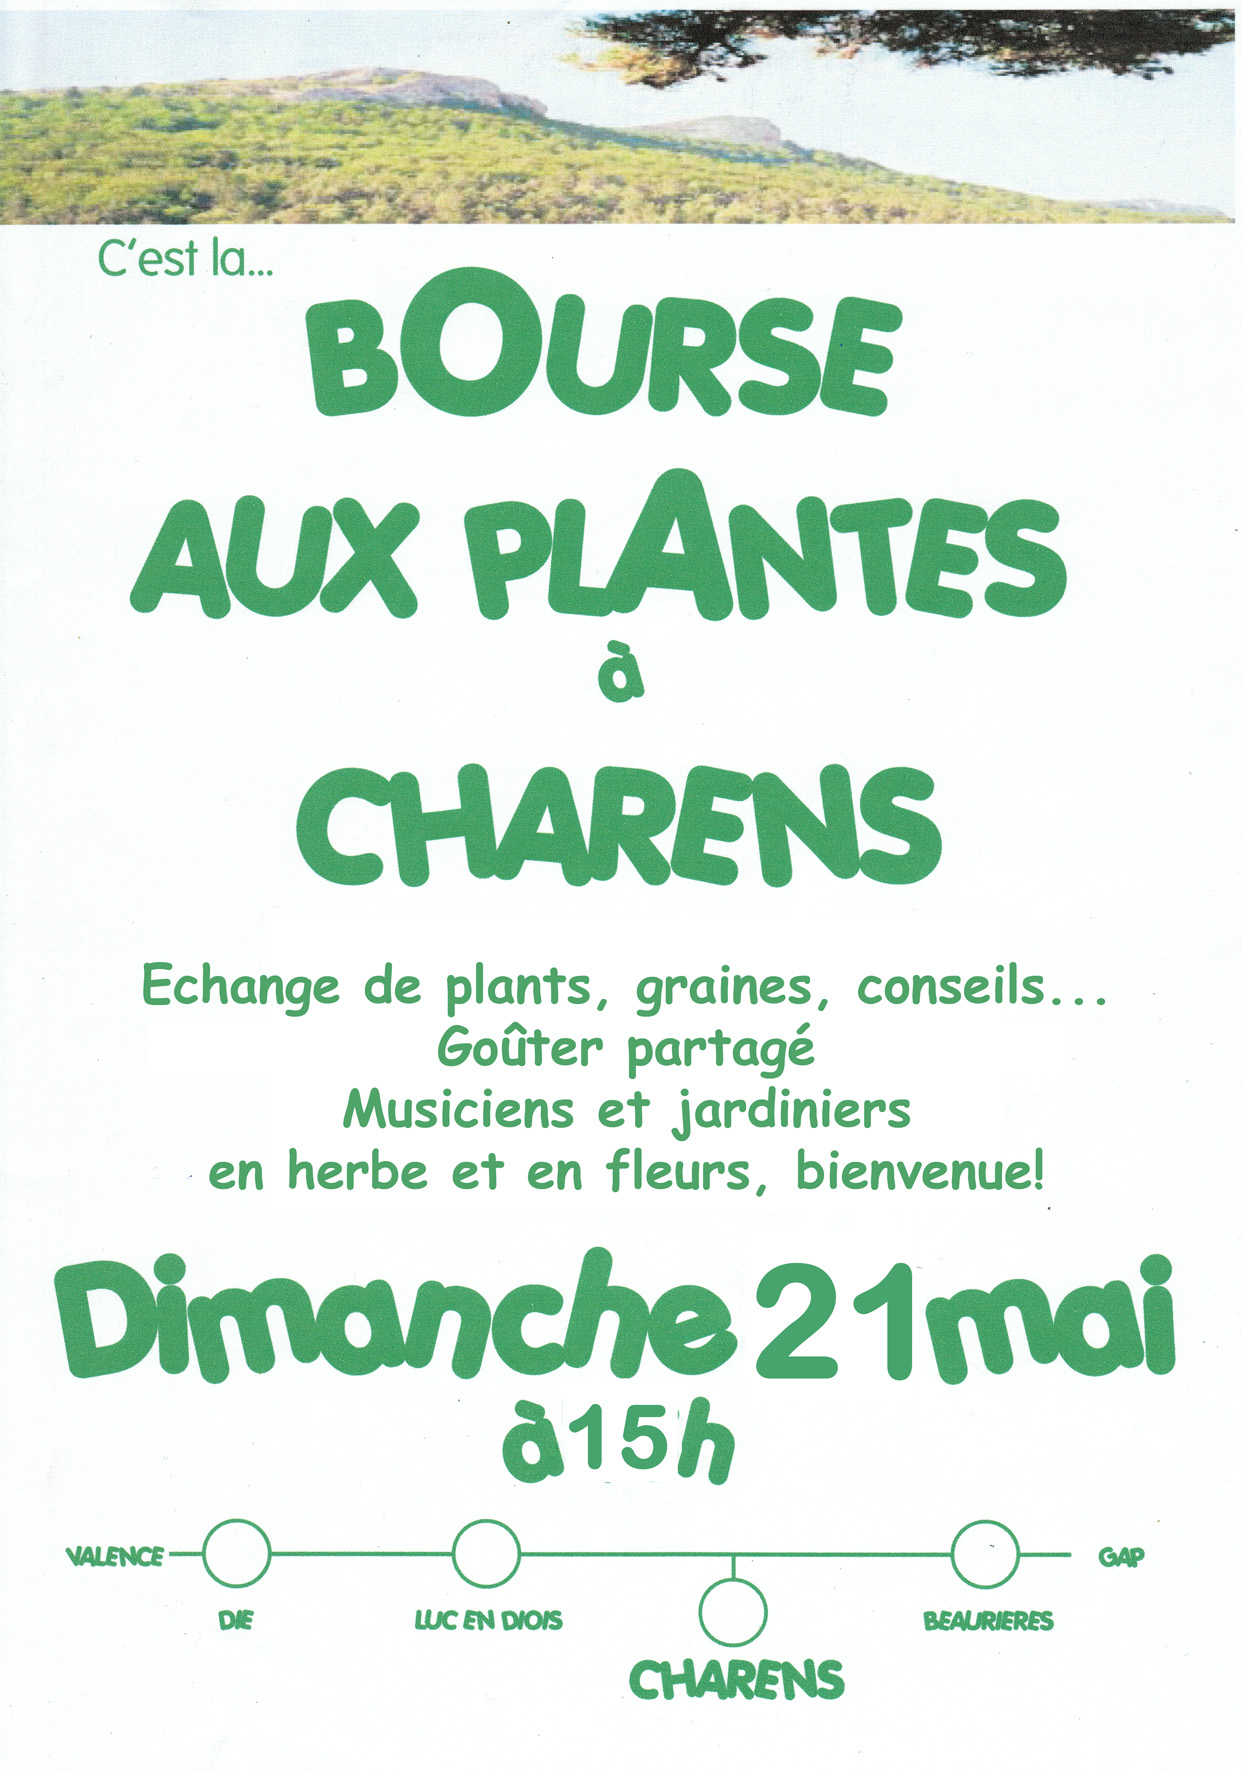 C'est la...
BOURSE
AUX PLANTES
à
CHARENS
Echange de plants, graines, conseils...
Goûter partagé
Musiciens et jardiniers
en herbe et en fleurs, bienvenue!
Dimanche 21 mai
à 15h
VALENCE GAP
DIE LUC EN DIOIS BEAURIERES
CHARENS